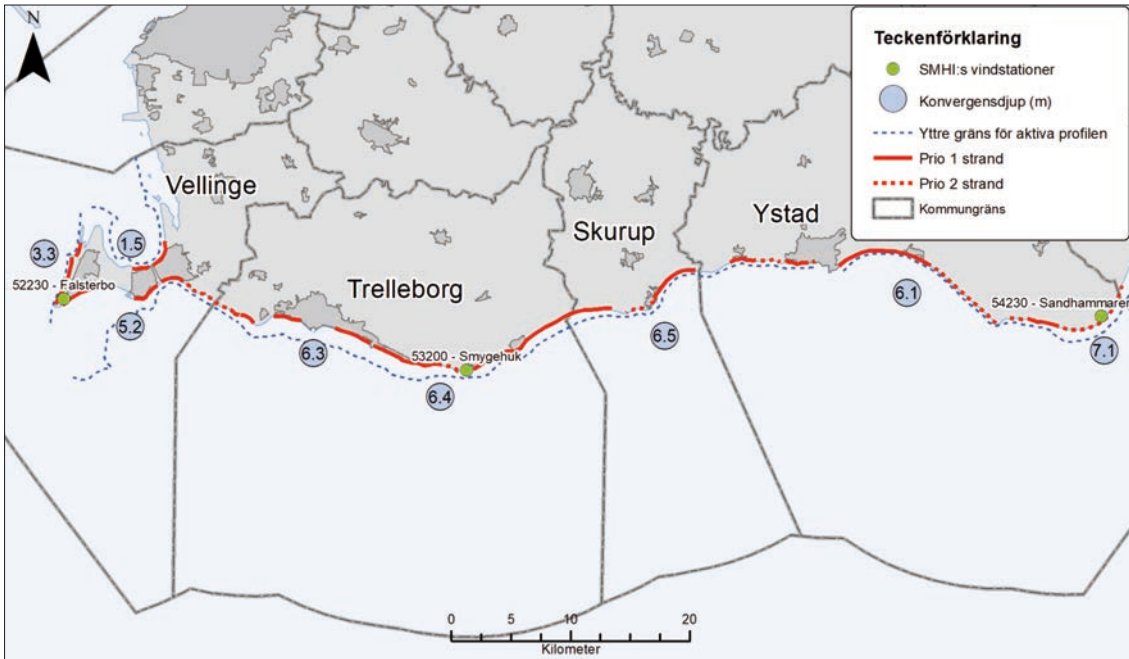 N
Teckenförklaring
SMHI:s vindstationer
Konvergensdjup (m)
Yttre gräns för aktiva profilen
Prio 1 strand
Prio 2 strand
Kommungräns
Vellinge
Ystad
Skurup
Trelleborg
3.3
1.5
52230 - Falsterbo
5.2
6.1
54230 - Sandhammaren
6.3
6.5
7.1
53200 - Smygehuk
6.4
0 5 10 20
Kilometer